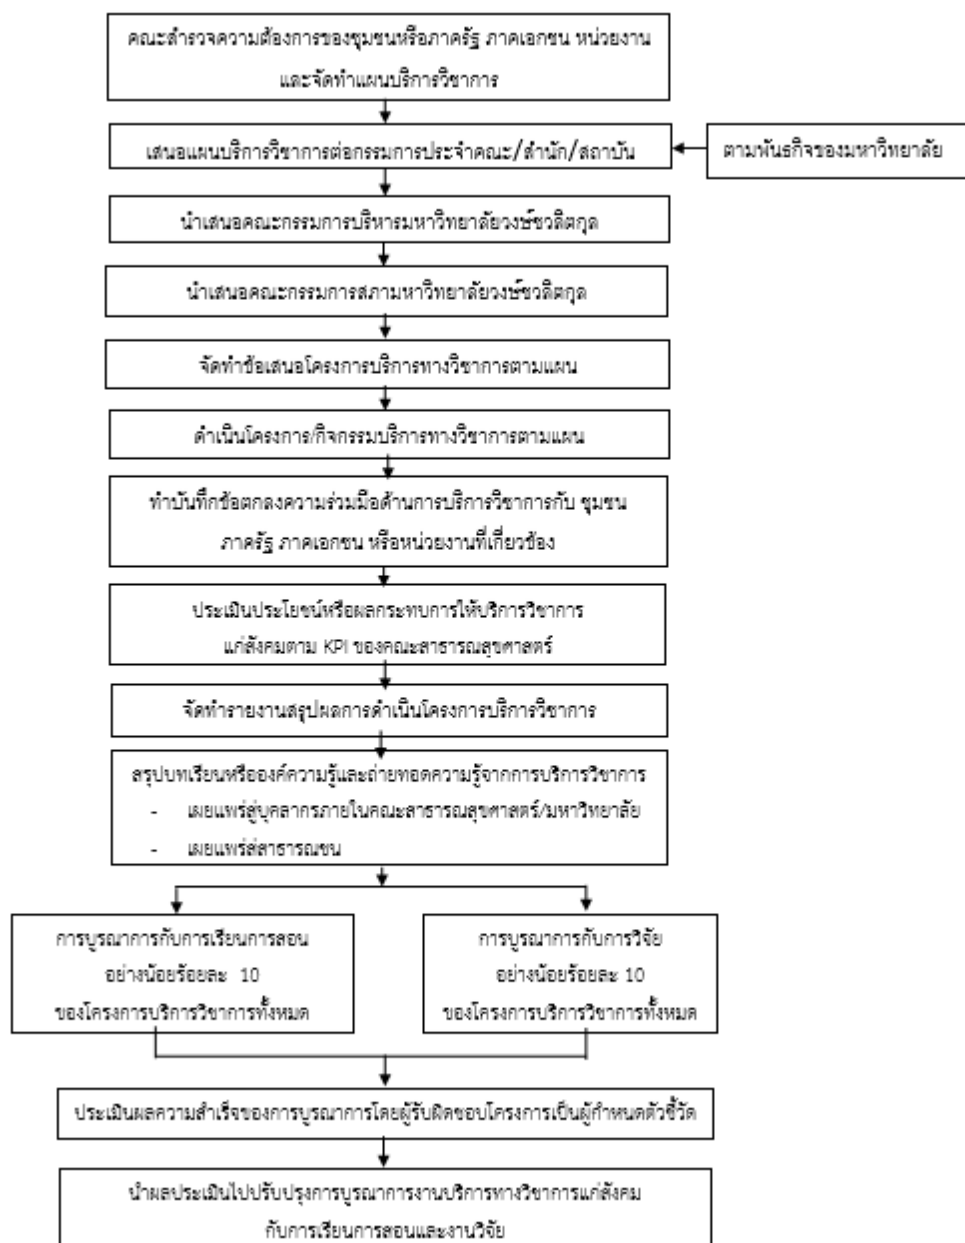 คณะสำรวจความต้องการของชุมชนหรือภาครัฐ ภาคเอกชน หน่วยงาน
และจัดทำแผนบริการวิชาการ
เสนอแผนบริการวิชาการต่อกรรมการประจำคณะ/สำนัก/สถาบัน
ตามพันธกิจของมหาวิทยาลัย
นำเสนอคณะกรรมการบริหารมหาวิทยาลัยวงษ์ชวลิตกุล
นำเสนอคณะกรรมการสภามหาวิทยาลัยวงษ์ชวลิตกุล
จัดทำข้อเสนอโครงการบริการทางวิชาการตามแผน
ดำเนินโครงการ/กิจกรรมบริการทางวิชาการตามแผน
ทำบันทึกข้อตกลงความร่วมมือด้านการบริการวิชาการกับ ชุมชน
ภาครัฐ ภาคเอกชน หรือหน่วยงานที่เกี่ยวข้อง
ประเมินประโยชน์หรือผลกระทบการให้บริการวิชาการ
แก่สังคมตาม KPI ของคณะสาธารณสุขศาสตร์
จัดทำรายงานสรุปผลการดำเนินโครงการบริการวิชาการ
สรุปบทเรียนหรือองค์ความรู้และถ่ายทอดความรู้จากการบริการวิชาการ
- เผยแพร่สู่บุคลากรภายในคณะสาธารณสุขศาสตร์/มหาวิทยาลัย
- เผยแพร่สู่สาธารณชน
การบูรณาการกับการเรียนการสอน
อย่างน้อยร้อยละ 10
ของโครงการบริการวิชาการทั้งหมด
การบูรณาการกับการวิจัย
อย่างน้อยร้อยละ 10
ของโครงการบริการวิชาการทั้งหมด
ประเมินผลความสำเร็จของการบูรณาการโดยผู้รับผิดชอบโครงการเป็นผู้กำหนดตัวชี้วัด
นำผลประเมินไปปรับปรุงการบูรณาการงานบริการทางวิชาการแก่สังคม
กับการเรียนการสอนและงานวิจัย